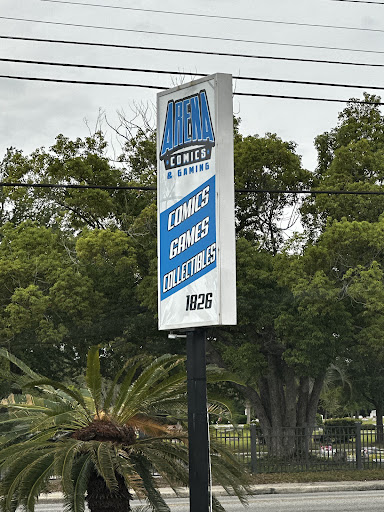 ARENA
COMICS
& GAMING
COMICS
GAMES
COLLECTIBLES
1826